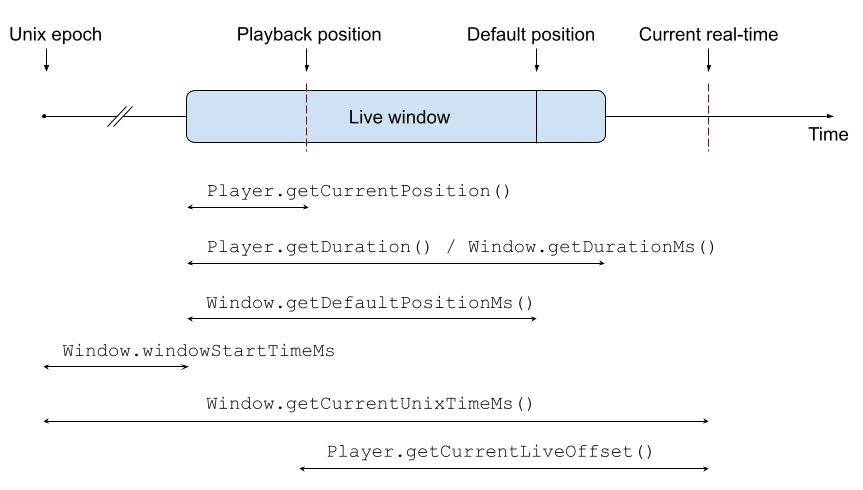 Unix epoch
Playback position
Default position
Current real-time
Live window
Time
Player.getCurrentPosition()
Player.getDuration() / Window.getDurationMs()
Window.getDefaultPositionMs()
Window.windowStartTimeMs
Window.getCurrentUnixTimeMs()
Player.getCurrentLiveOffset()